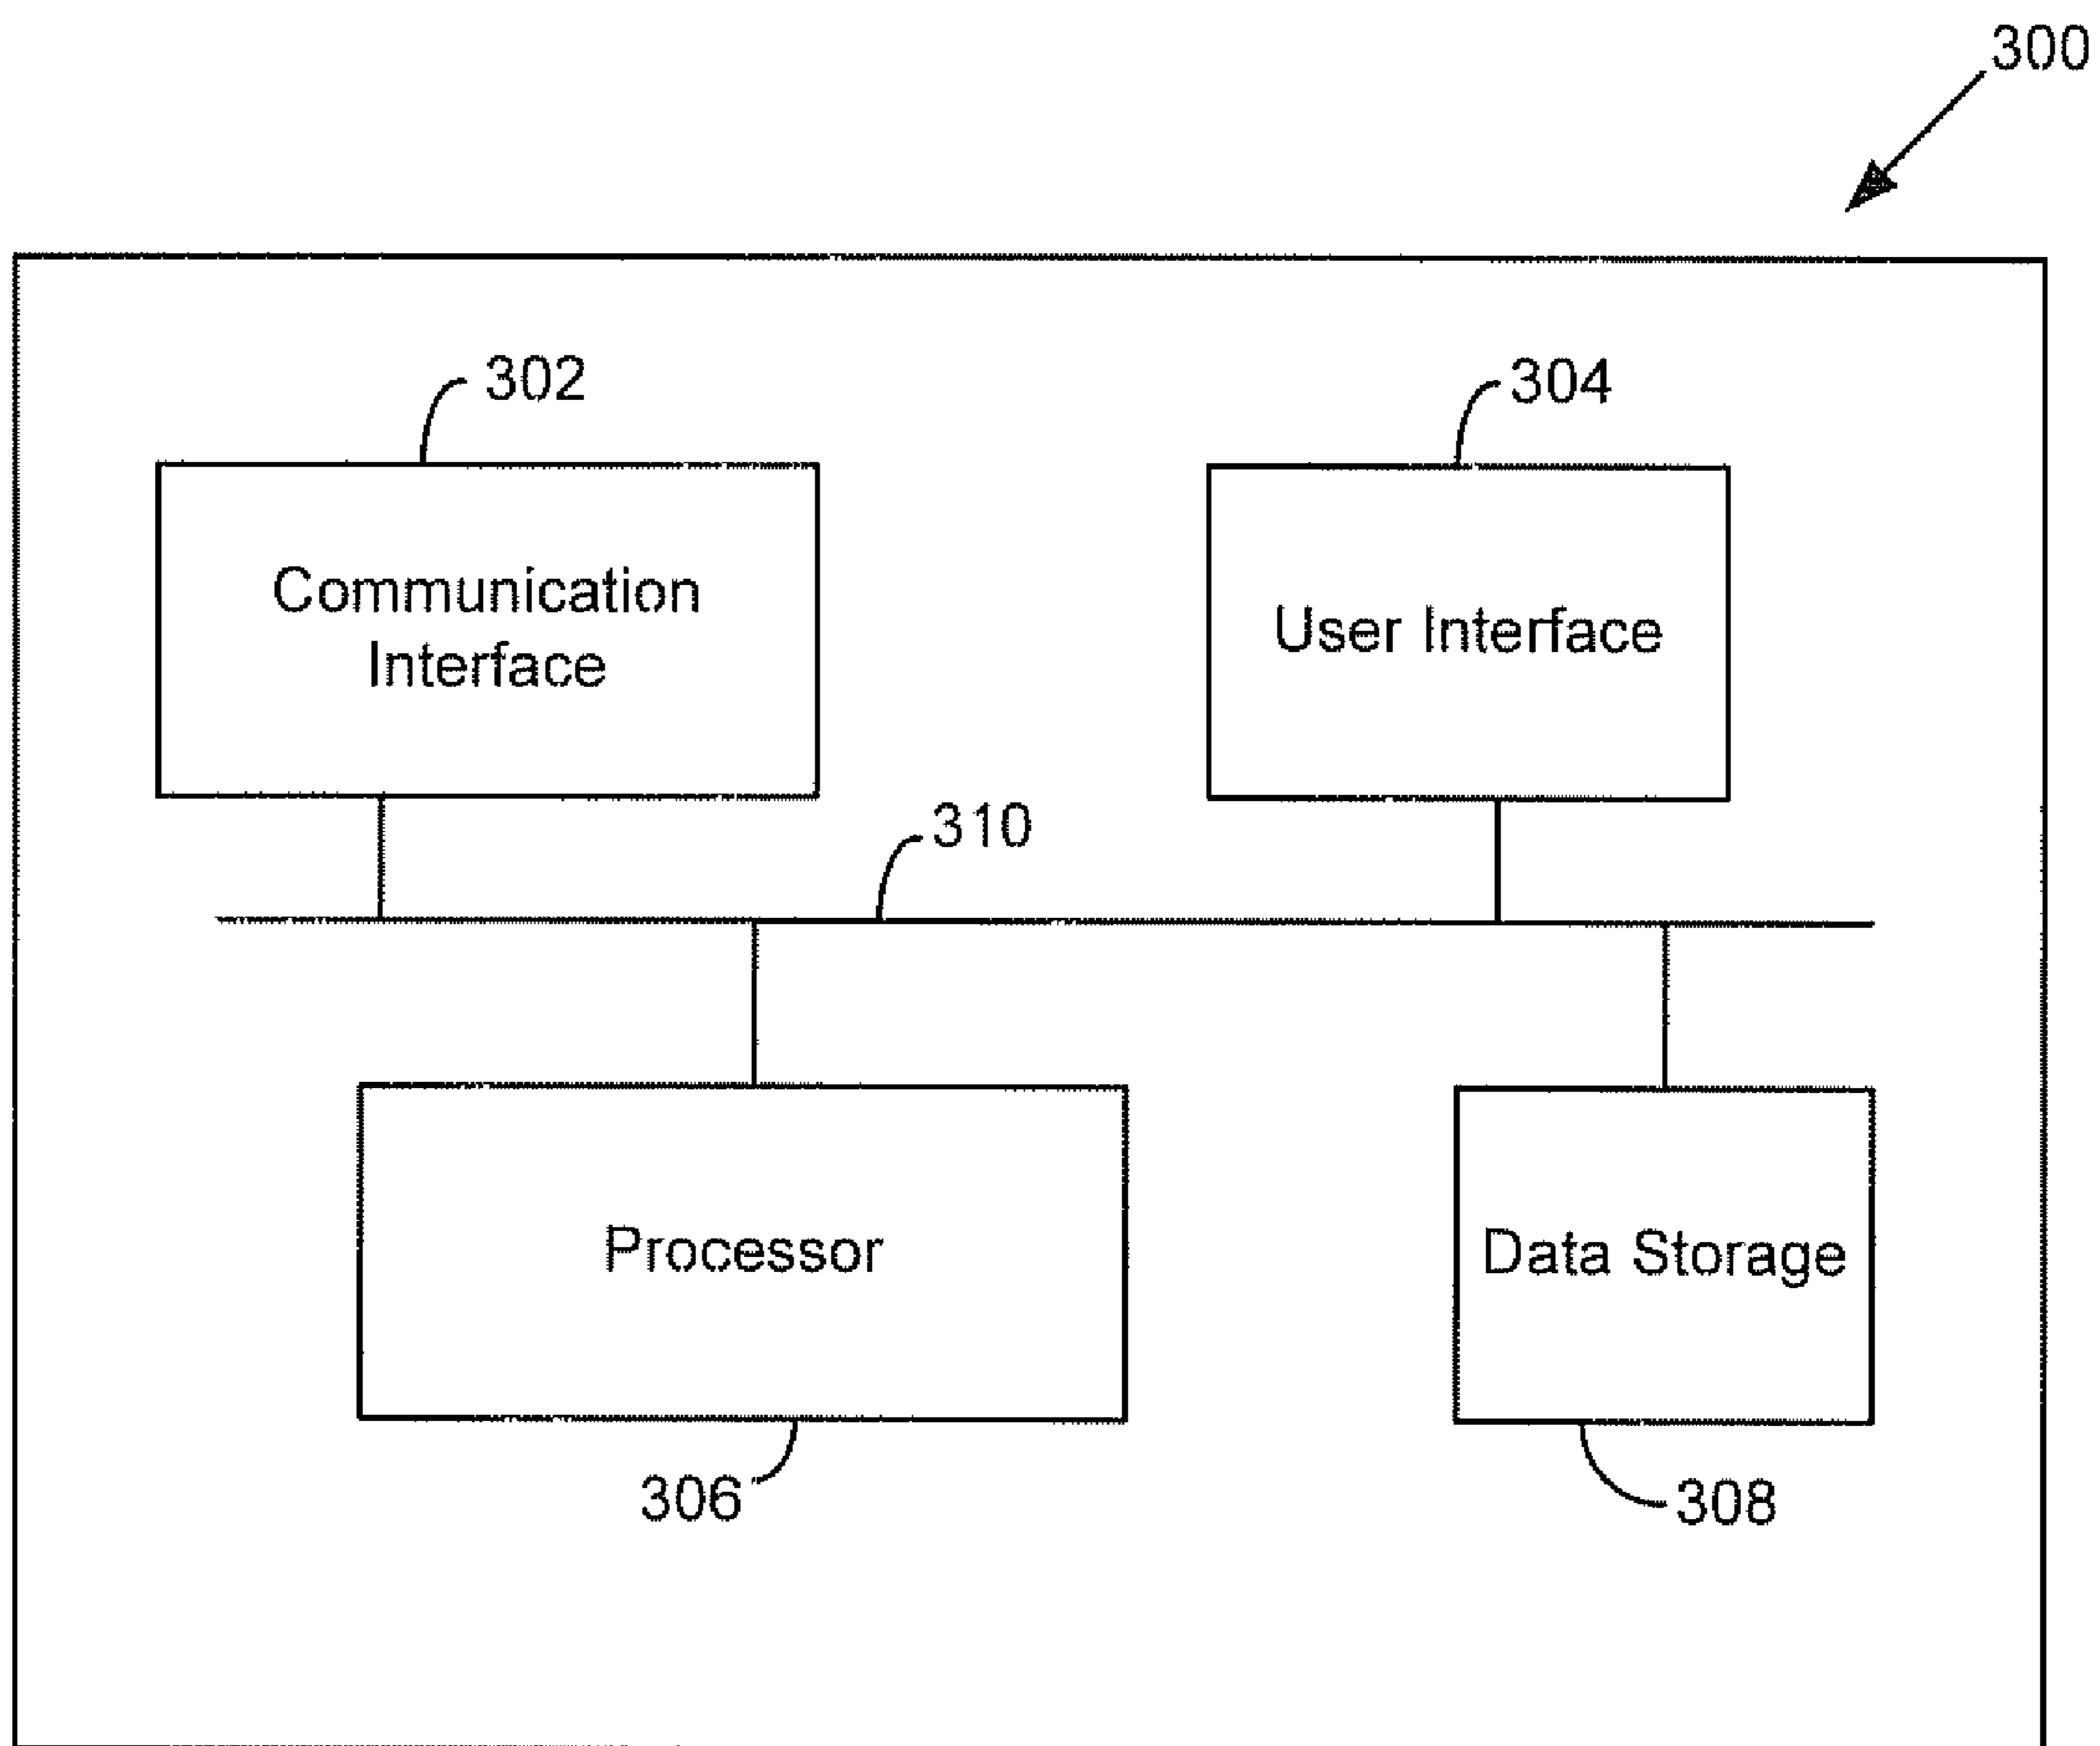 300
302
304
Communication
Interface
User Interface
310
Processor
Data Storage
306
308